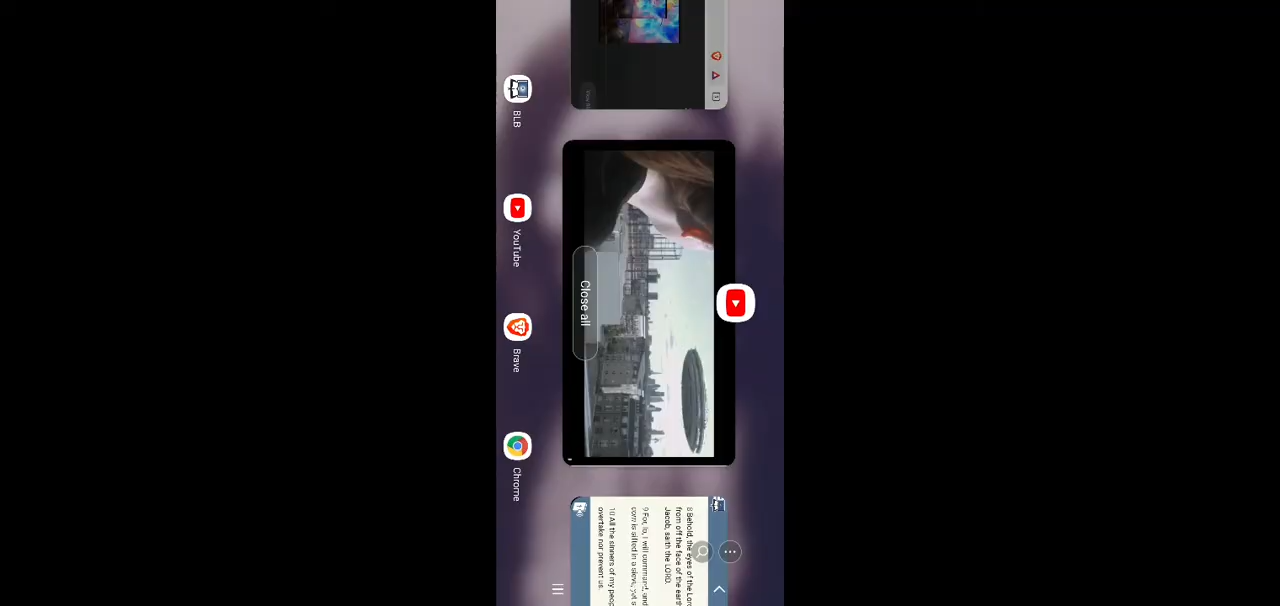 BLB
YouTube
Brave
Chrome
Close all
8 Behold, the eyes of the Lord
from off the face of the earth
Jacob, saith the LORD.
9 For, lo, I will command, and
corn is sifted in a sieve, yet s
10 All the sinners of my peop
overtake nor prevent us.